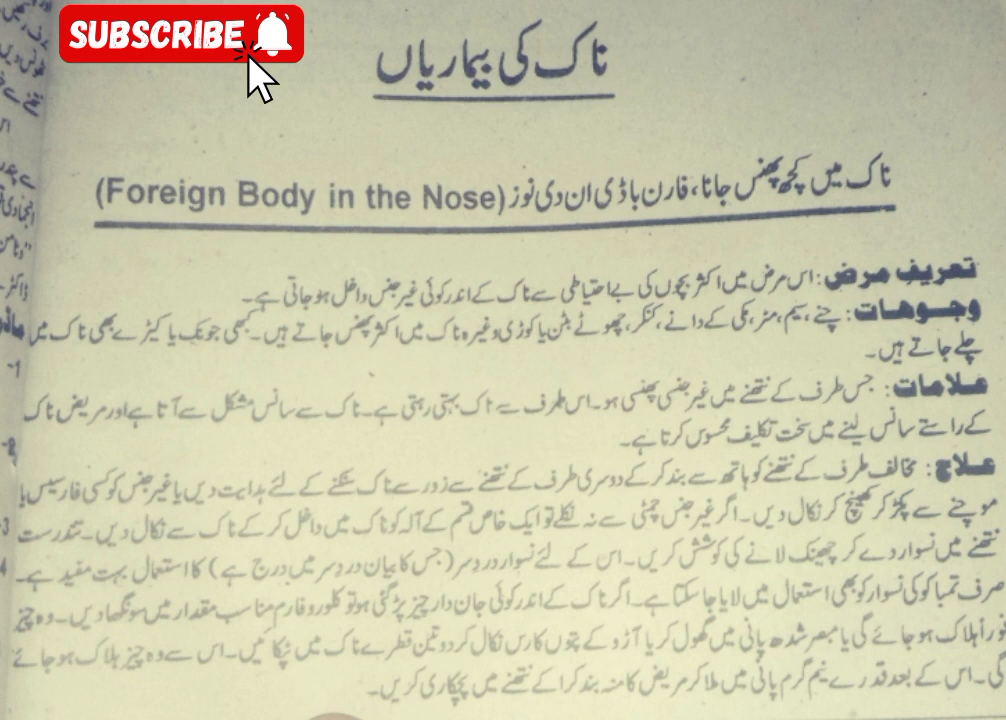 SUBSCRIBE
ناک کی بیماریاں
ناک میں کچھ پھنس جانا، فارن باڈی ان دی نوز (Foreign Body in the Nose)
تعریف مرض: اس مرض میں اکثر بچوں کی بے احتیاطی سے ناک کے اندر کوئی غیر جنس داخل ہو جاتی ہے۔
وجوہات: چنے، سیم، مٹر، مکی کے دانے، کنکر، چھوٹے بٹن یا کوڑی وغیرہ ناک میں اکثر پھنس جاتے ہیں۔ کبھی جونک یا کیڑے بھی ناک میں
چلے جاتے ہیں۔
علامات: جس طرف کے نتھنے میں غیر جنس پھنسی ہو۔ اس طرف سے ناک بہتی رہتی ہے۔ ناک سے سانس مشکل سے آتا ہے اور مریض ناک
کے راستے سانس لینے میں سخت تکلیف محسوس کرتا ہے۔
علاج: مخالف طرف کے نتھنے کو ہاتھ سے بند کر کے دوسری طرف کے نتھنے سے زور سے ناک سنکنے کے لئے ہدایت دیں یا غیر جنس کو کسی فارسیپس یا
موچنے سے پکڑ کر کھینچ کر نکال دیں۔ اگر غیر جنس چمٹی سے نہ نکلے تو ایک خاص قسم کے آلہ کو ناک میں داخل کر کے ناک سے نکال دیں۔ تندرست
نتھنے میں نسوار دے کر چھینک لانے کی کوشش کریں۔ اس کے لئے نسوار درد سر (جس کا بیان درد سر میں درج ہے) کا استعمال بہت مفید ہے۔
صرف تمباکو کی نسوار کو بھی استعمال میں لایا جا سکتا ہے۔ اگر ناک کے اندر کوئی جان دار چیز پڑ گئی ہو تو کلوروفارم مناسب مقدار میں سونگھا دیں۔ وہ چیز
فوراً ہلاک ہو جائے گی یا مبصر شدھ پانی میں گھول کر یا آڑو کے پتوں کا رس نکال کر دو تین قطرے ناک میں ٹپکائیں۔ اس سے وہ چیز ہلاک ہو جائے
گی۔ اس کے بعد قدرے نیم گرم پانی میں ملا کر مریض کا منہ بند کرا کے نتھنے میں پچکاری کریں۔